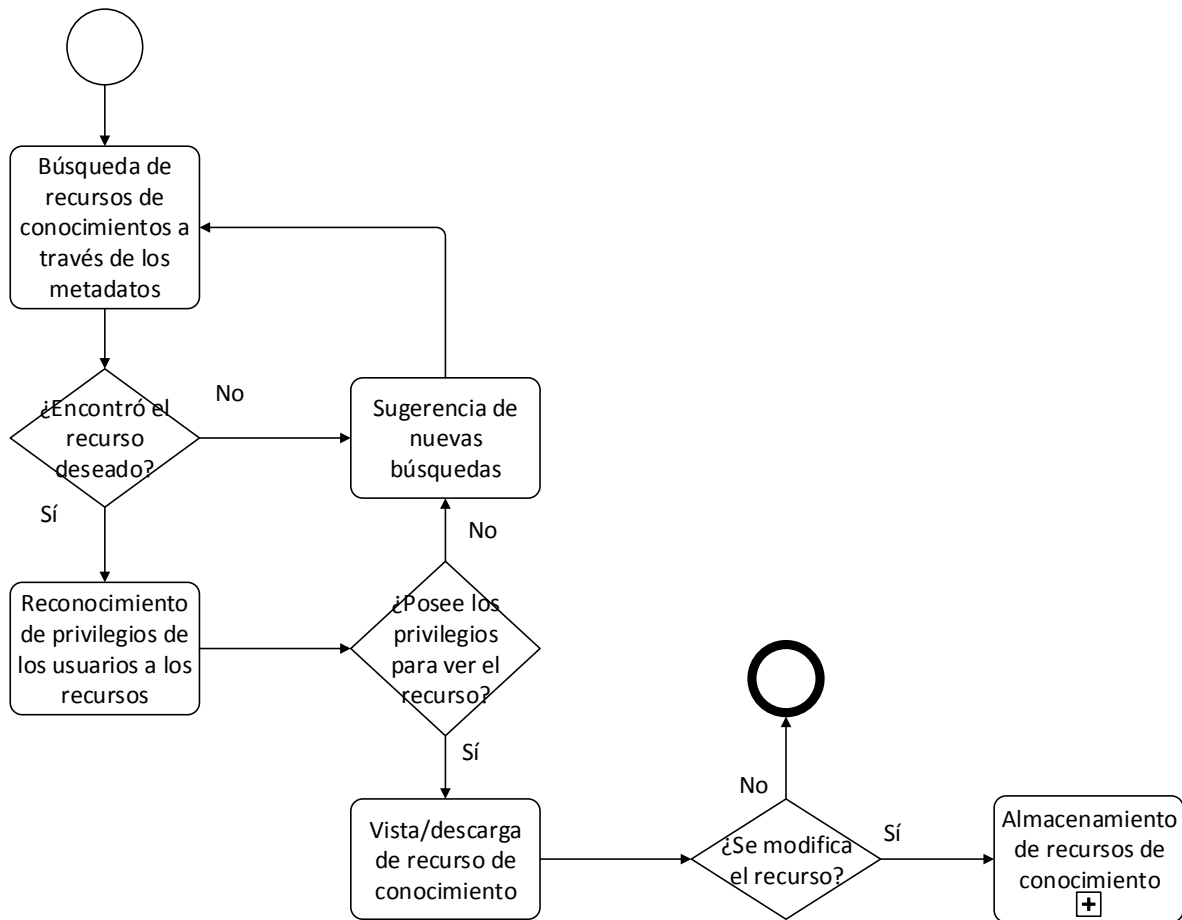 Búsqueda de
recursos de
conocimientos a
través de los
metadatos
¿Encontró el
recurso
deseado?
No
Sugerencia de
nuevas
búsquedas
Sí
No
Reconocimiento
de privilegios de
los usuarios a los
recursos
¿Posee los
privilegios
para ver el
recurso?
Sí
Vista/descarga
de recurso de
conocimiento
No
¿Se modifica
el recurso?
Sí
Almacenamiento
de recursos de
conocimiento